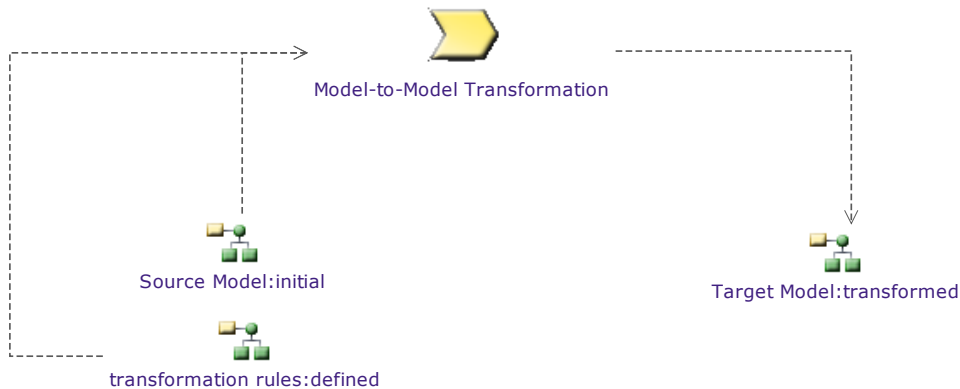 Model-to-Model Transformation
Source Model:initial
Target Model:transformed
transformation rules:defined